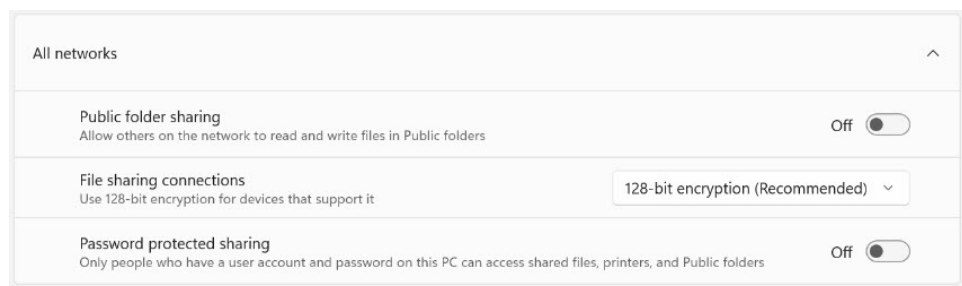 All networks
Public folder sharing
Allow others on the network to read and write files in Public folders
Off
File sharing connections
Use 128-bit encryption for devices that support it
128-bit encryption (Recommended)
Password protected sharing
Only people who have a user account and password on this PC can access shared files, printers, and Public folders
Off